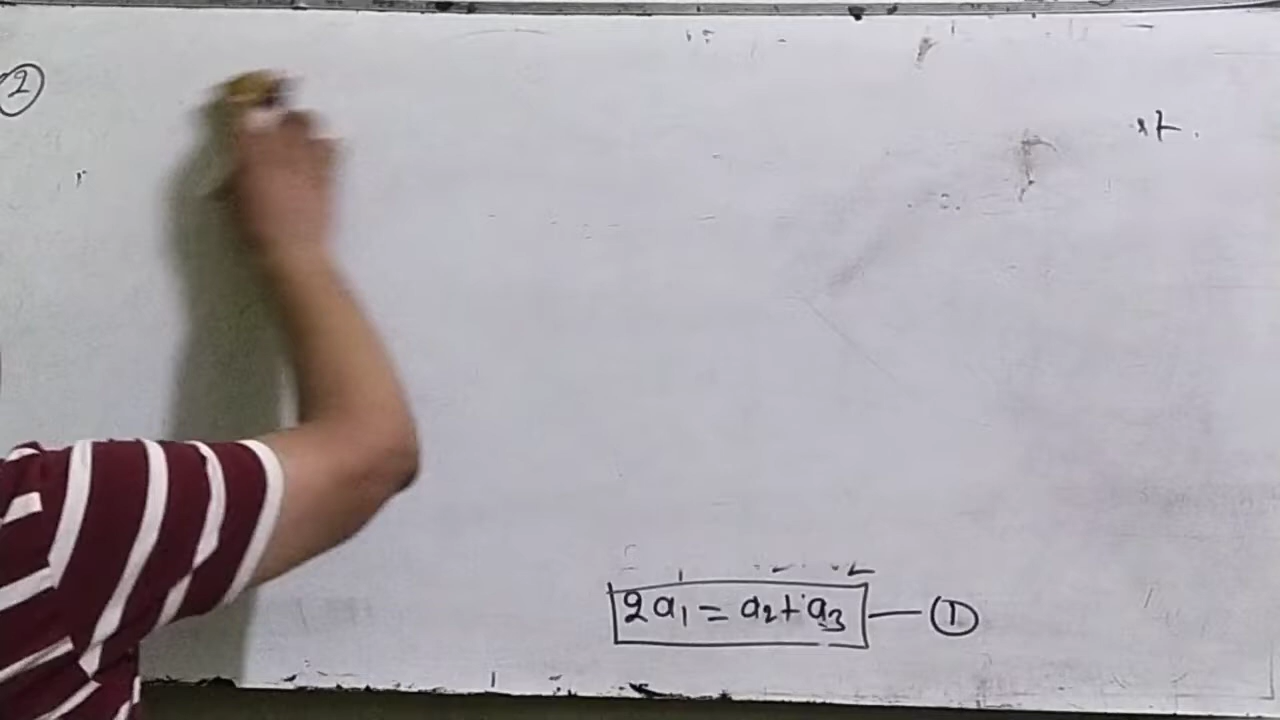 ②
2a₁ = a₂ + a₃ — ①